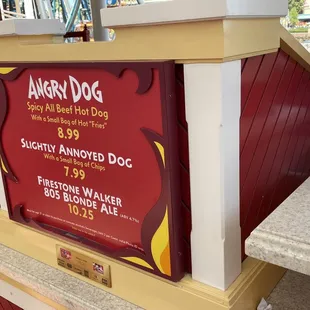 ANGRY DOG
Spicy All Beef Hot Dog
With a Small Bag of Hot "Fries"
8.99
SLIGHTLY ANNOYED DOG
With a Small Bag of Chips
7.99
FIRESTONE WALKER
805 BLONDE ALE
10.25